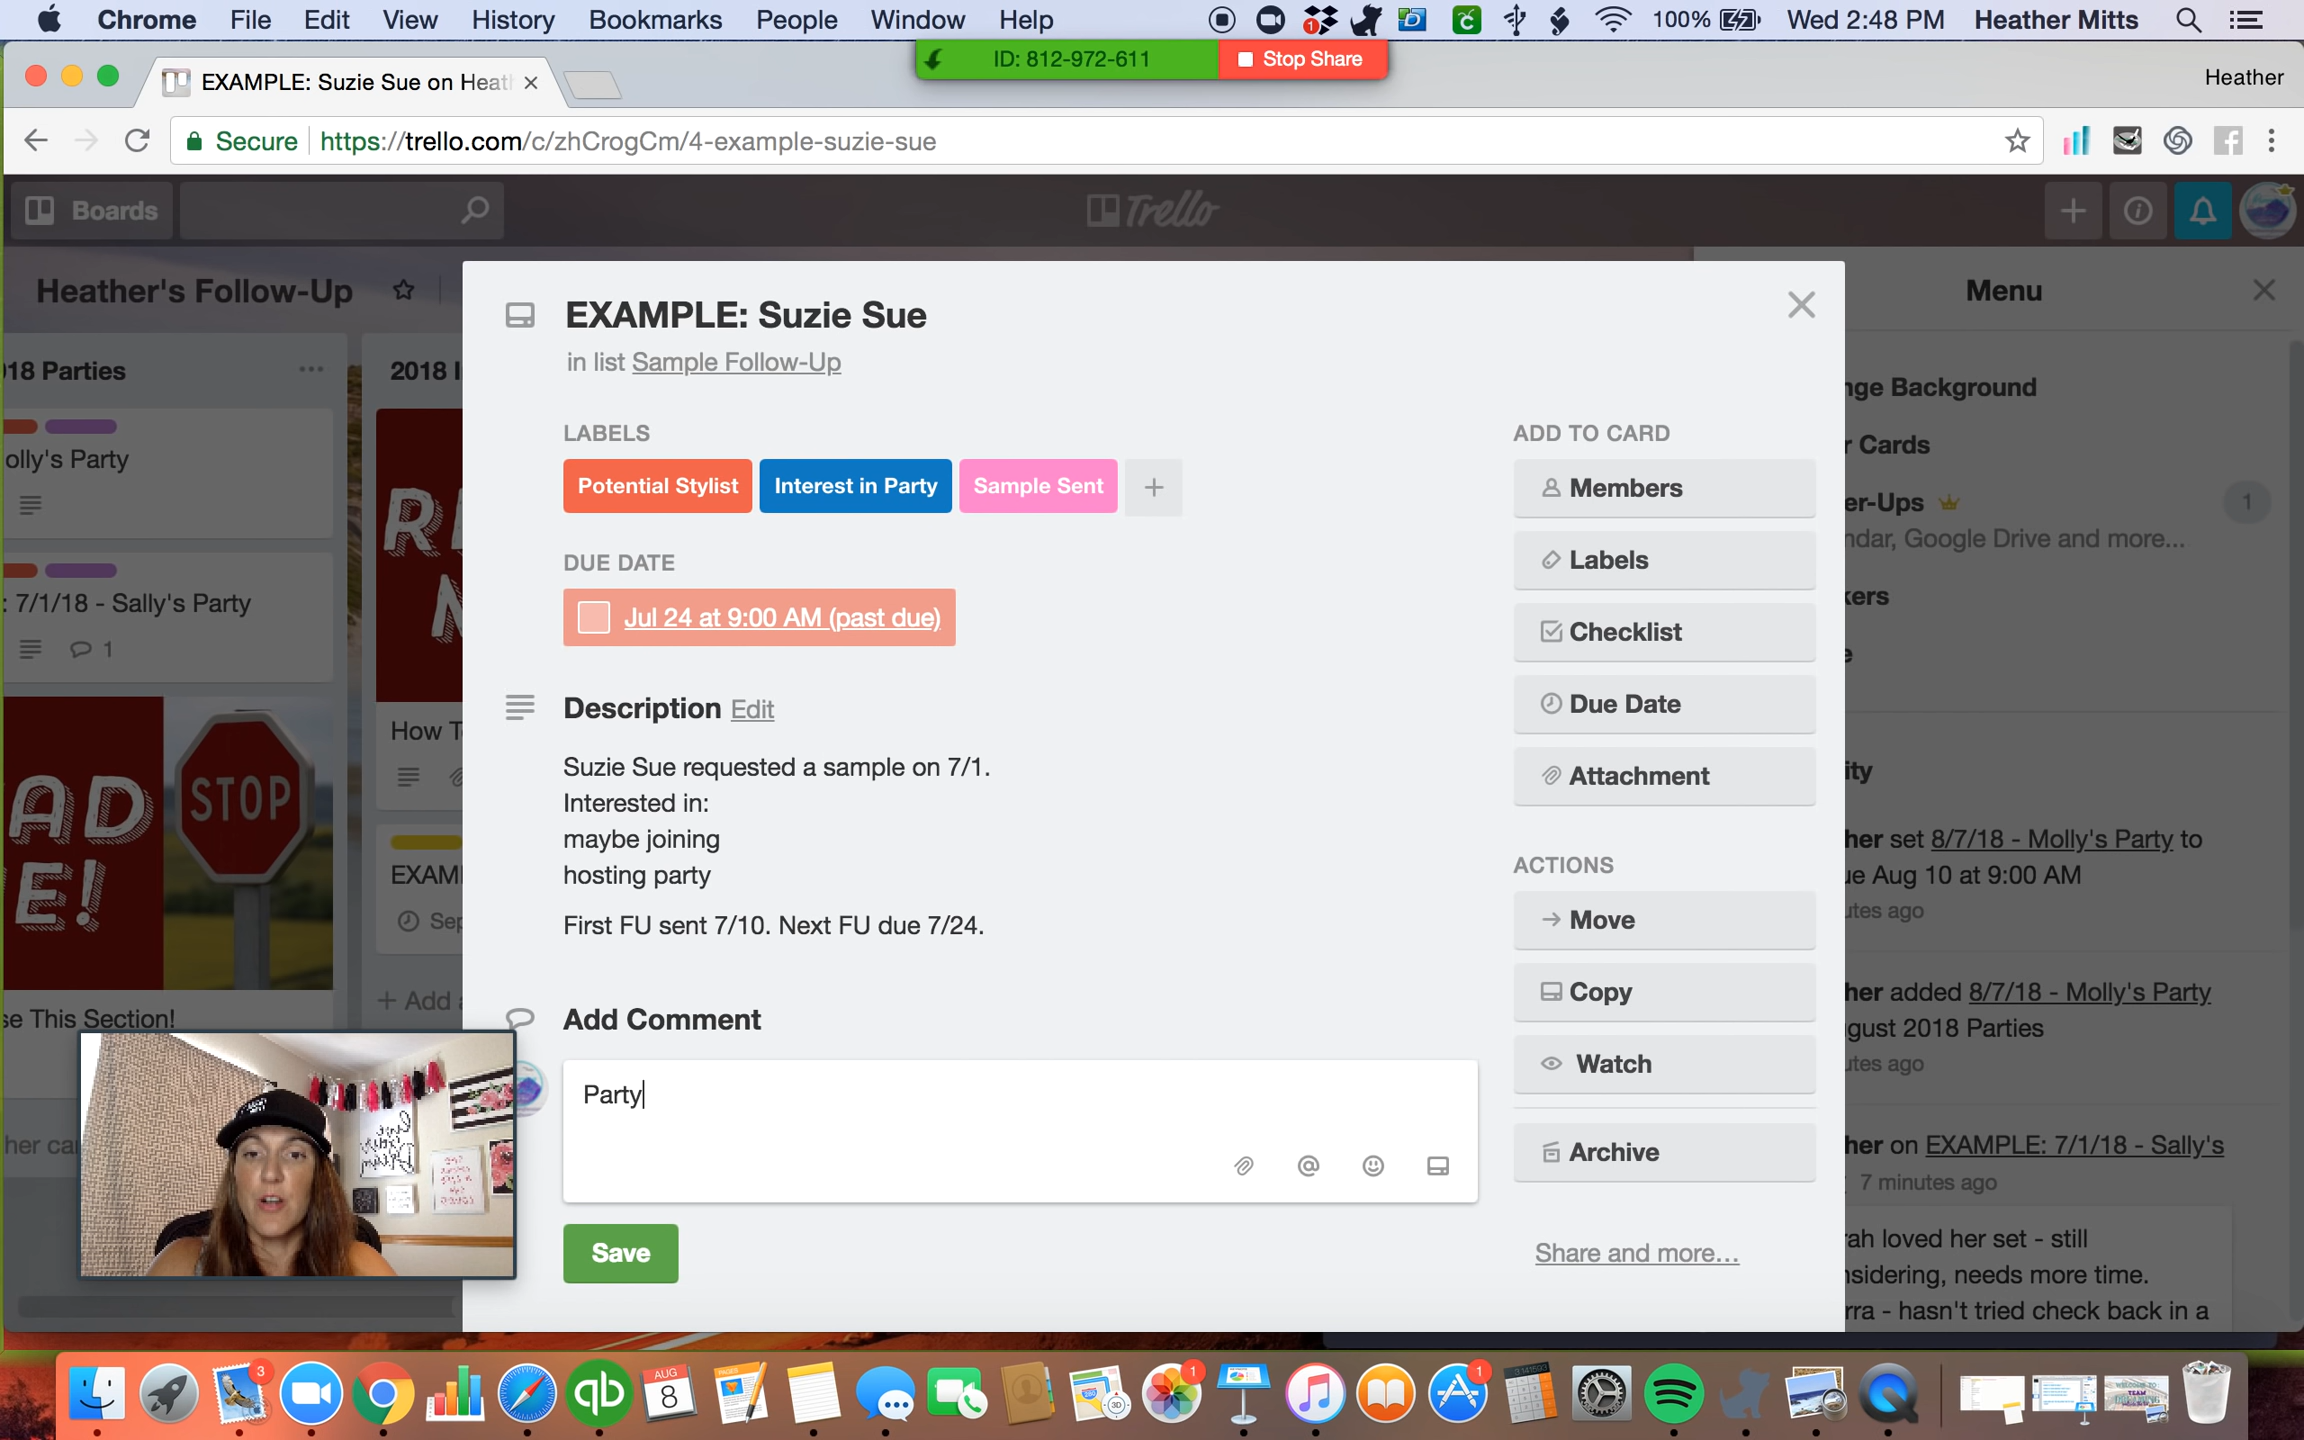 Chrome File Edit View History Bookmarks People Window Help 1 100% Wed 2:48 PM Heather Mitts
ID: 812-972-611 Stop Share
EXAMPLE: Suzie Sue on Heath Heather
Secure https://trello.com/c/zhCrogCm/4-example-suzie-sue
Boards Trello
Heather's Follow-Up
18 Parties
olly's Party
: 7/1/18 - Sally's Party
1
AD
E!
STOP
se This Section!
her ca
2018 I
How T
EXAM
Sep
+ Add a
EXAMPLE: Suzie Sue
in list Sample Follow-Up
LABELS
Potential Stylist Interest in Party Sample Sent +
DUE DATE
Jul 24 at 9:00 AM (past due)
Description Edit
Suzie Sue requested a sample on 7/1.
Interested in:
maybe joining
hosting party
First FU sent 7/10. Next FU due 7/24.
Add Comment
Party
Save
ADD TO CARD
Members
Labels
Checklist
Due Date
Attachment
ACTIONS
Move
Copy
Watch
Archive
Share and more...
Menu
nge Background
r Cards
er-Ups 1
ndar, Google Drive and more...
kers
e
ity
her set 8/7/18 - Molly's Party to
ue Aug 10 at 9:00 AM
utes ago
her added 8/7/18 - Molly's Party
gust 2018 Parties
utes ago
her on EXAMPLE: 7/1/18 - Sally's
7 minutes ago
rah loved her set - still
nsidering, needs more time.
rra - hasn't tried check back in a
3
AUG
8
1
1